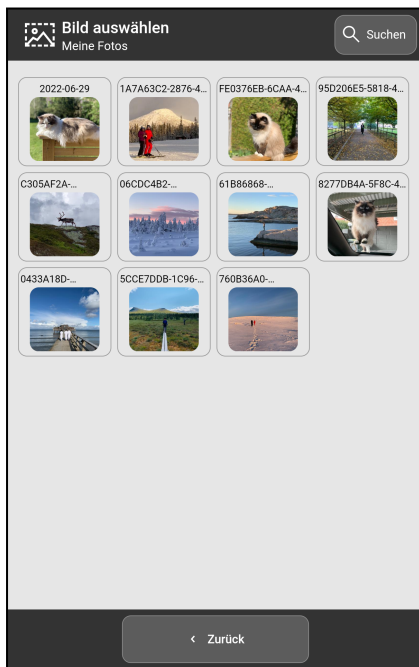 Bild auswählen
Meine Fotos
Suchen
2022-06-29
1A7A63C2-2876-4...
FE0376EB-6CAA-4...
95D206E5-5818-4...
C305AF2A-...
06CDC4B2-...
61B86868-...
8277DB4A-5F8C-4...
0433A18D-...
5CCE7DDB-1C96-...
760B36A0-...
Zurück